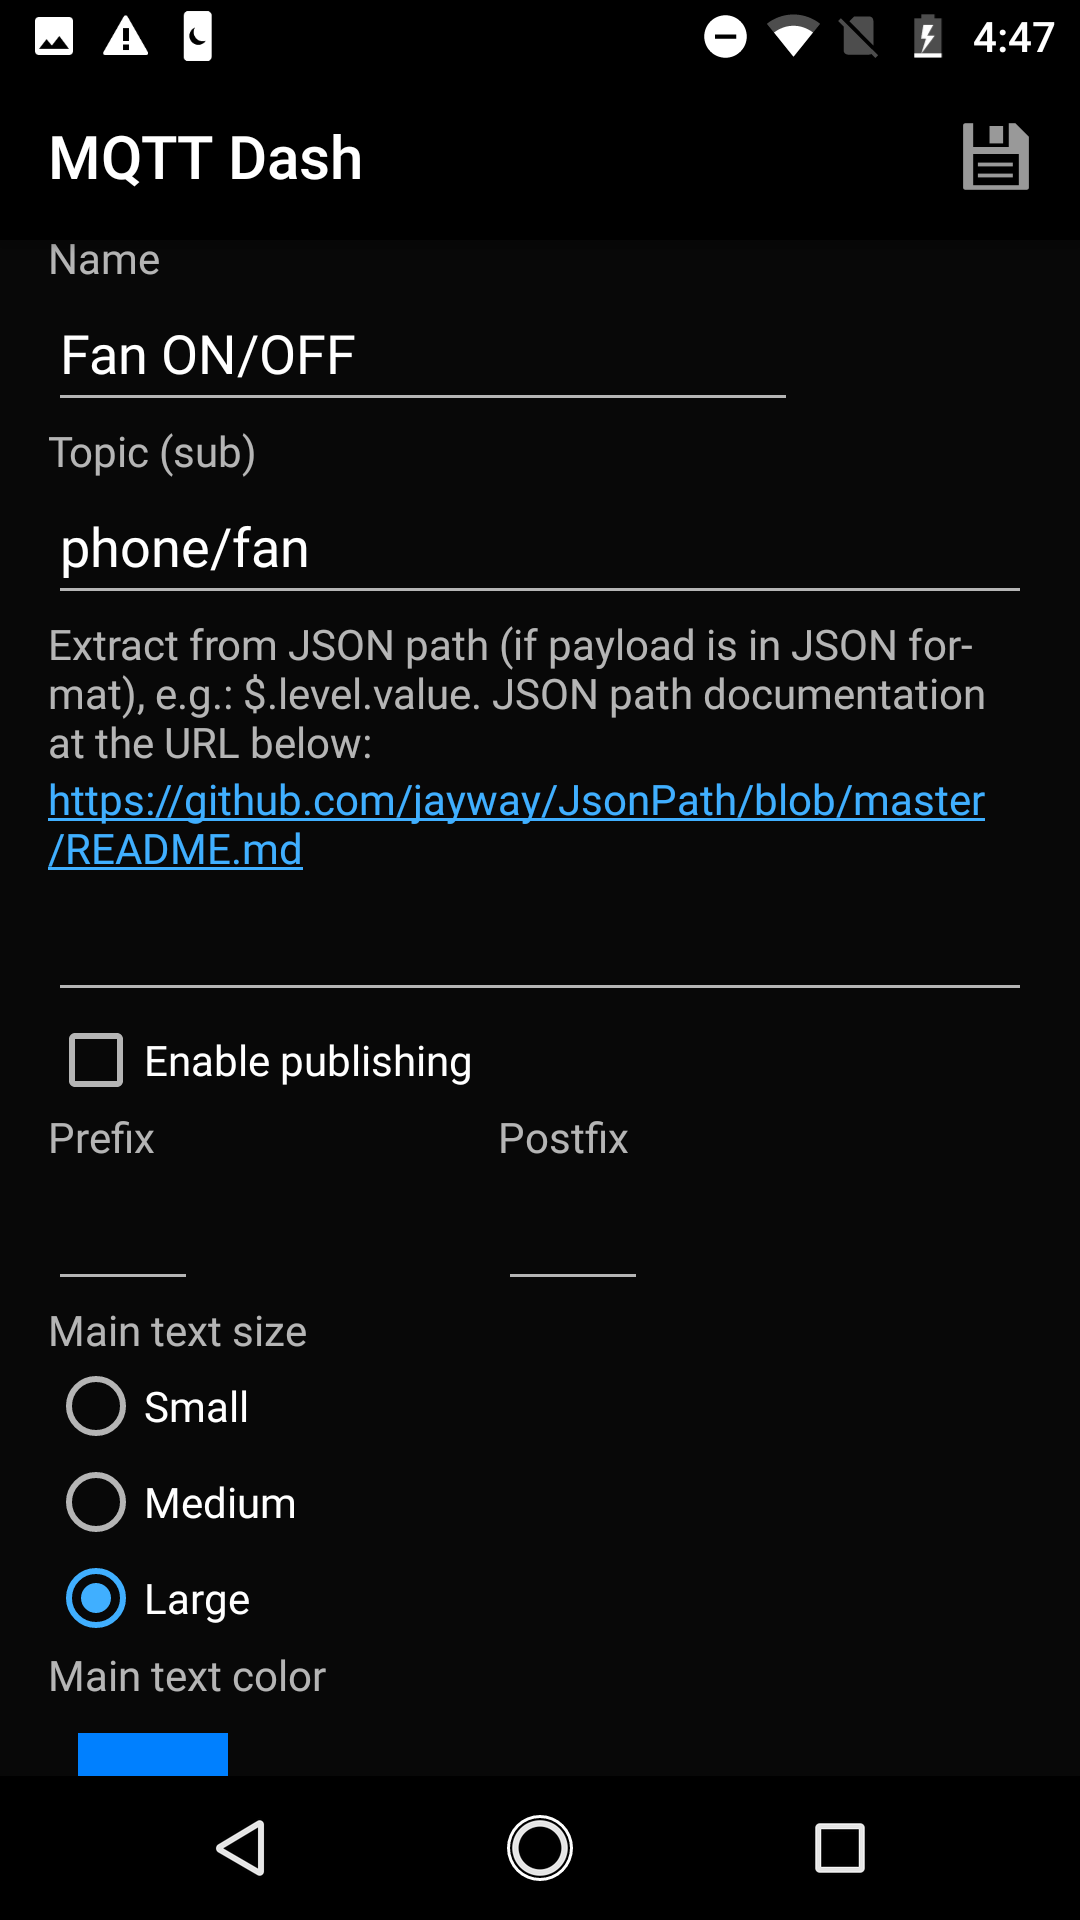 4:47
MQTT Dash
Name
Fan ON/OFF
Topic (sub)
phone/fan
Extract from JSON path (if payload is in JSON for-
mat), e.g.: $.level.value. JSON path documentation
at the URL below:
https://github.com/jayway/JsonPath/blob/master
/README.md
Enable publishing
Prefix Postfix
Main text size
Small
Medium
Large
Main text color